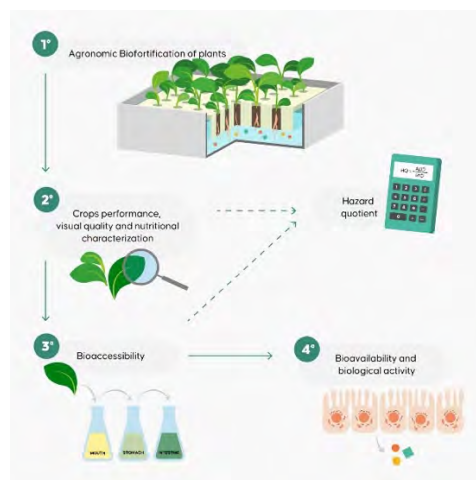 1°
Agronomic Biofortification of plants
2°
Crops performance,
visual quality and nutritional
characterization
Hazard
quotient
3°
Bioaccessibility
4°
Bioavailability and
biological activity
MOUTH
STOMACH
INTESTINE